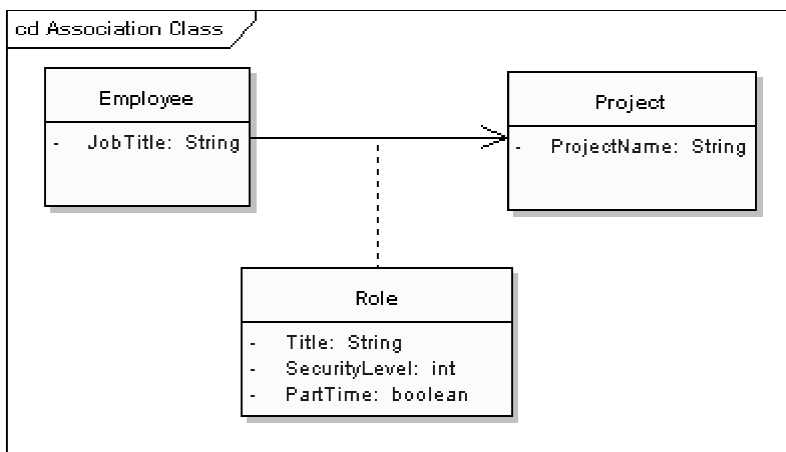 cd Association Class
Employee
- JobTitle: String
Project
- ProjectName: String
Role
- Title: String
- SecurityLevel: int
- PartTime: boolean